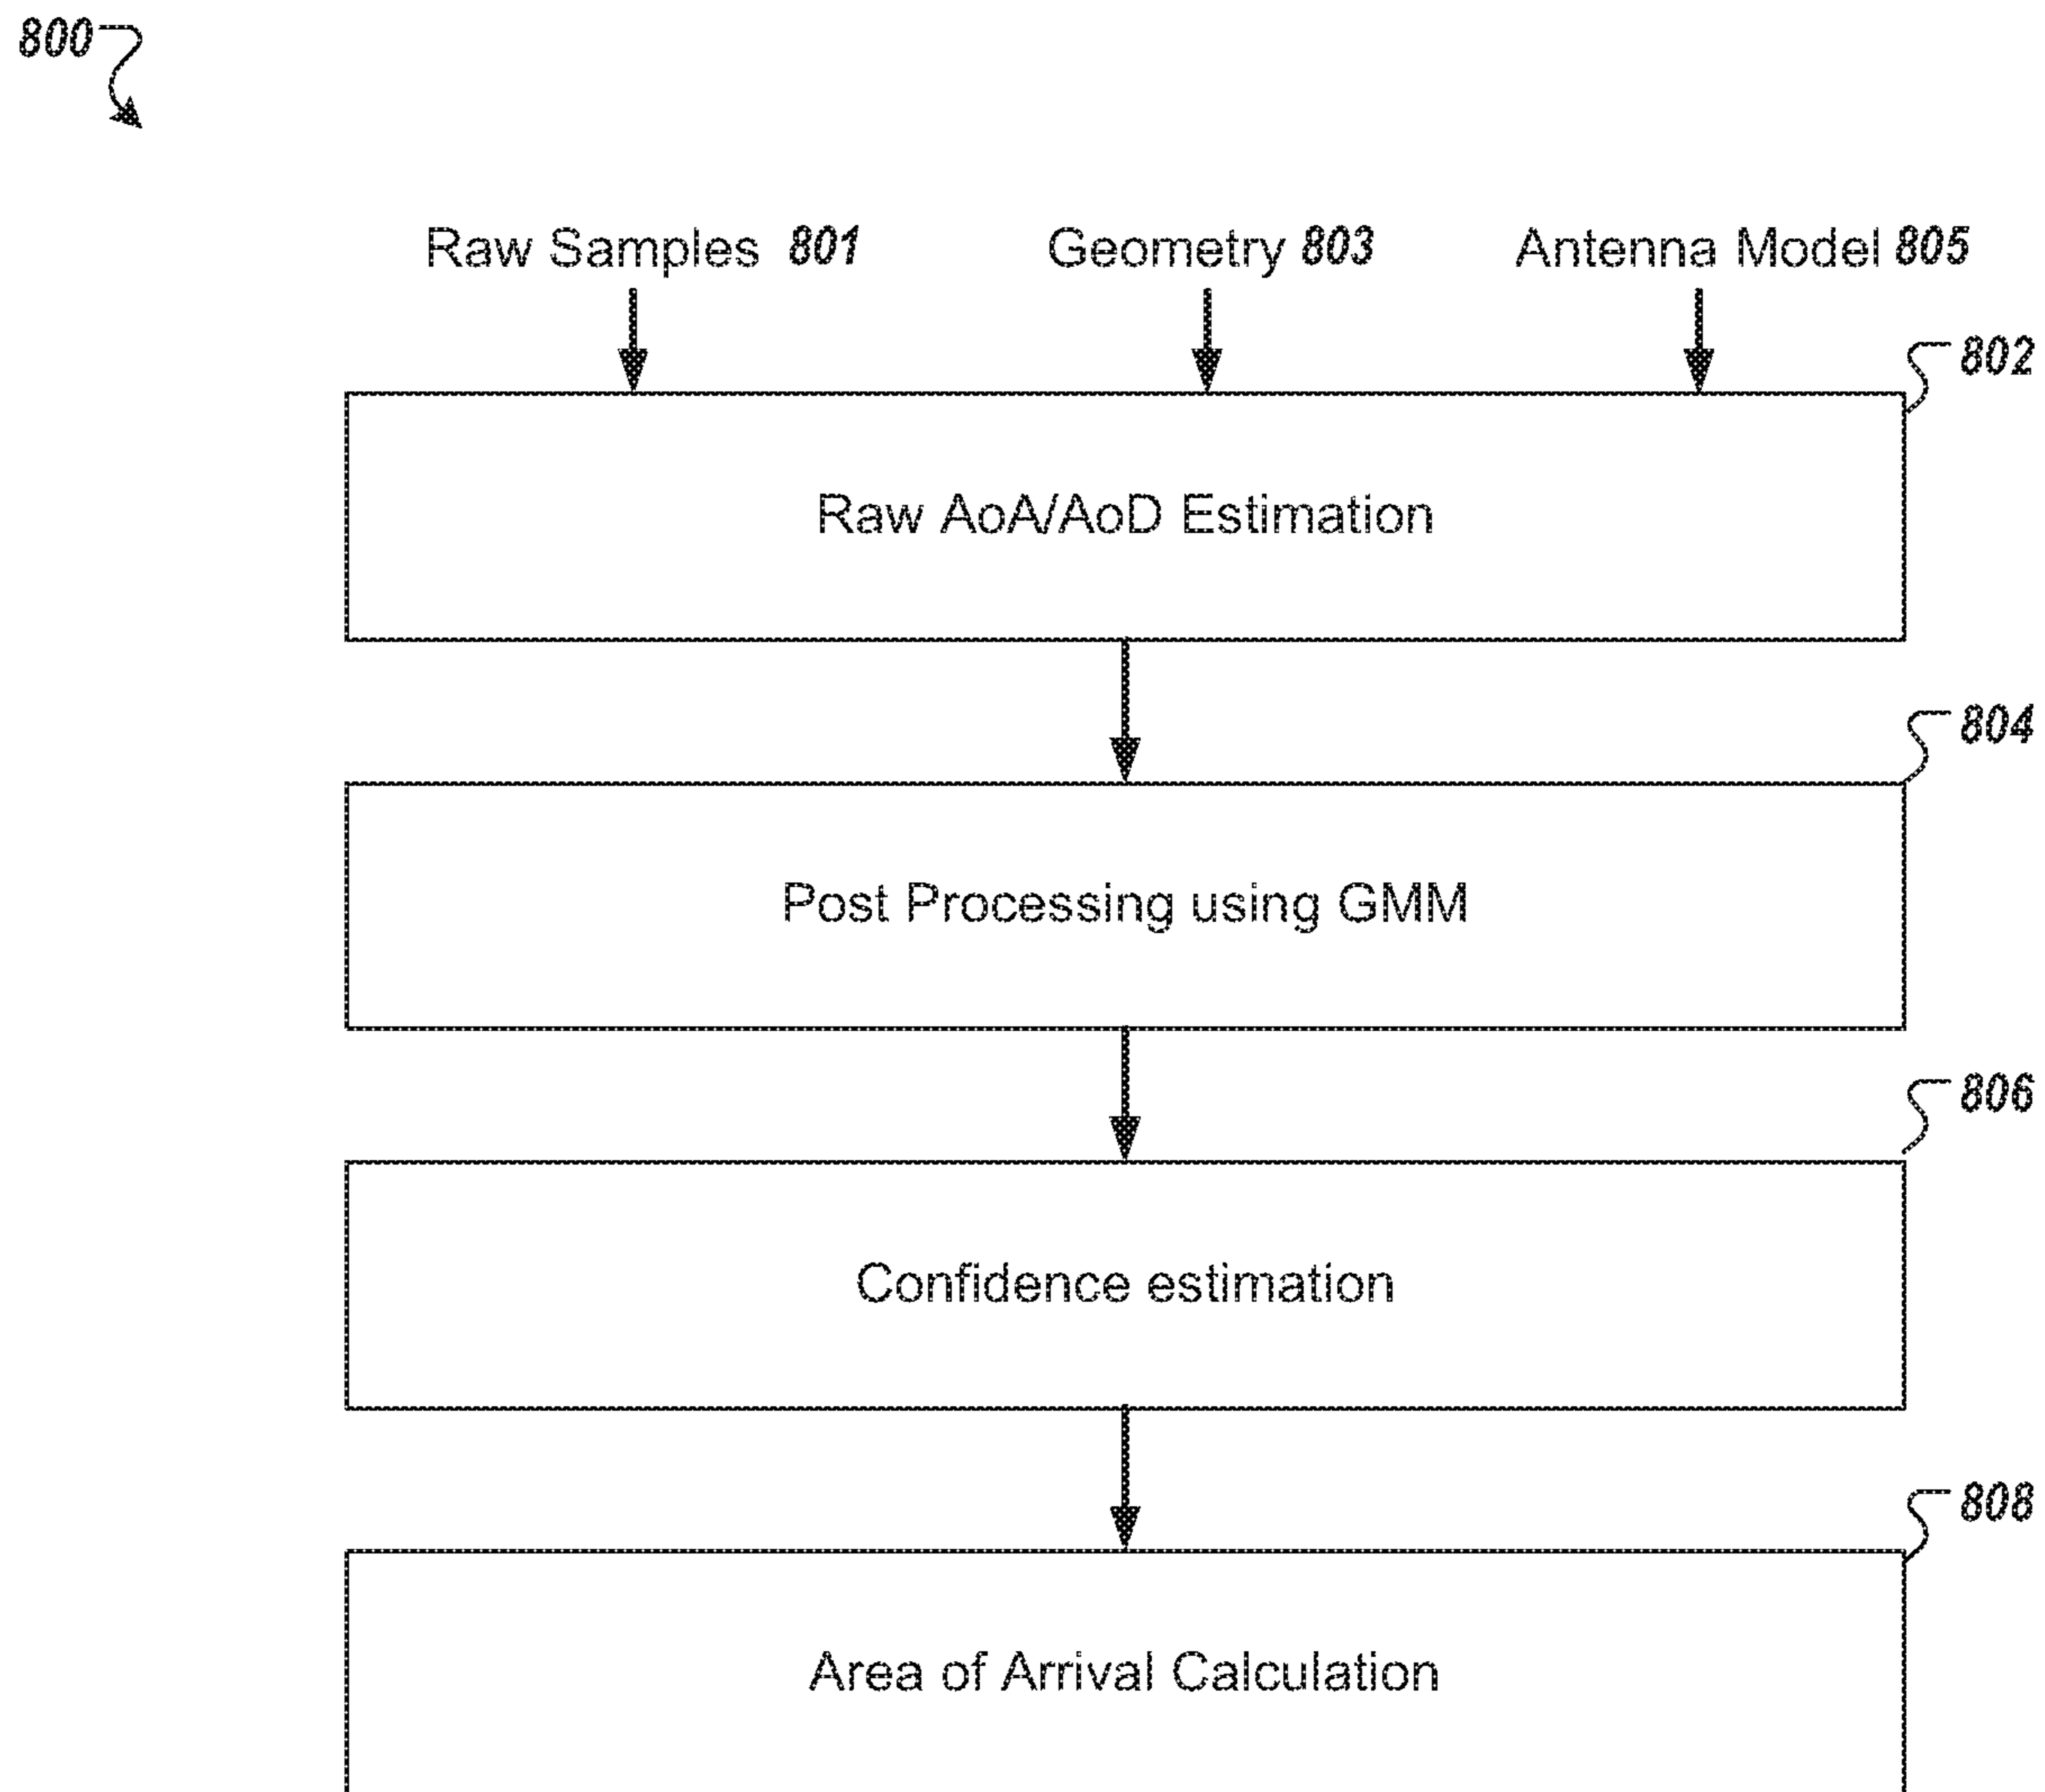 800
Raw Samples 801 Geometry 803 Antenna Model 805
802
Raw AoA/AoD Estimation
804
Post Processing using GMM
806
Confidence estimation
808
Area of Arrival Calculation